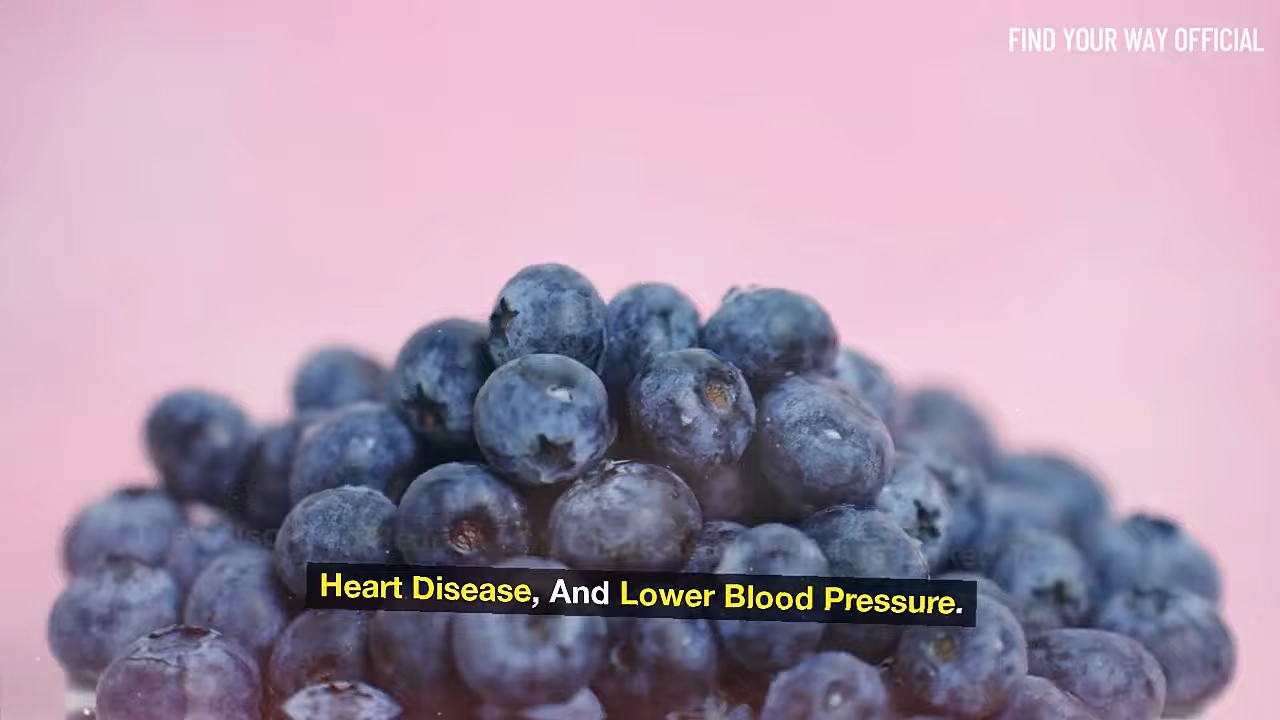 FIND YOUR WAY OFFICIAL
Heart Disease, And Lower Blood Pressure.